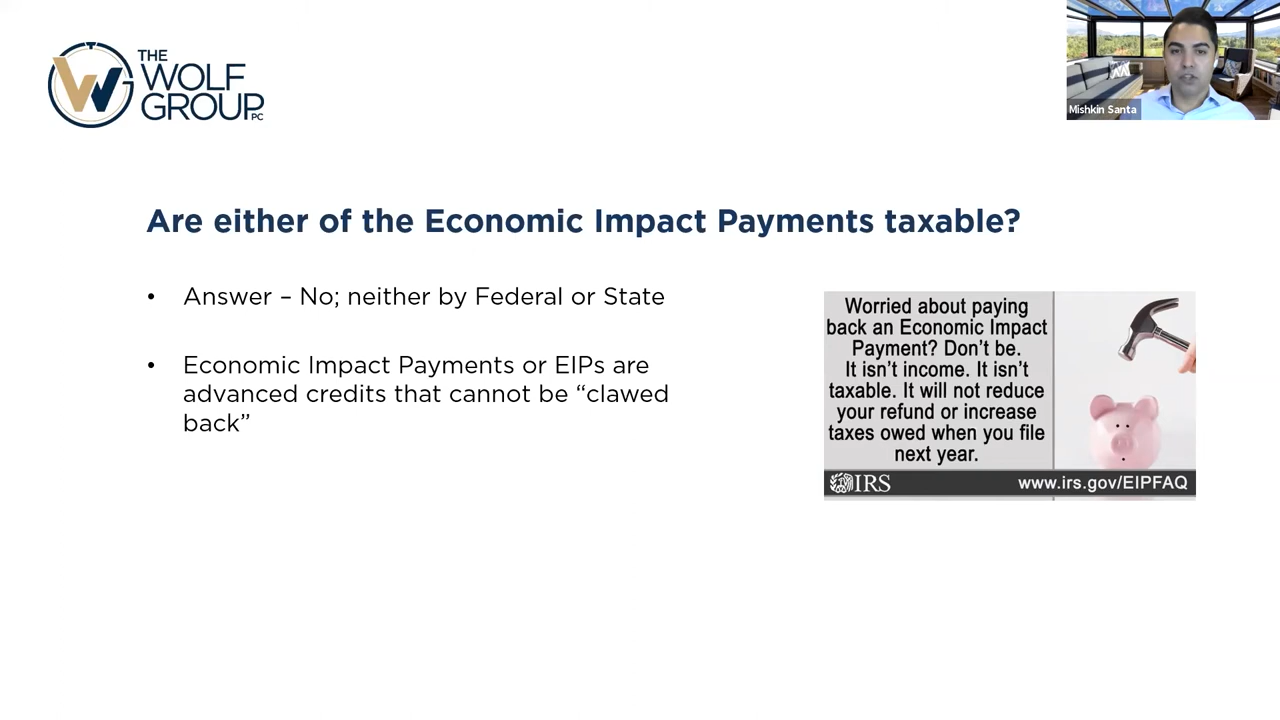 THE
WOLF
GROUP PC
Mishkin Santa
Are either of the Economic Impact Payments taxable?
• Answer – No; neither by Federal or State
• Economic Impact Payments or EIPs are
advanced credits that cannot be “clawed
back”
Worried about paying
back an Economic Impact
Payment? Don't be.
It isn't income. It isn't
taxable. It will not reduce
your refund or increase
taxes owed when you file
next year.
IRS
www.irs.gov/EIPFAQ